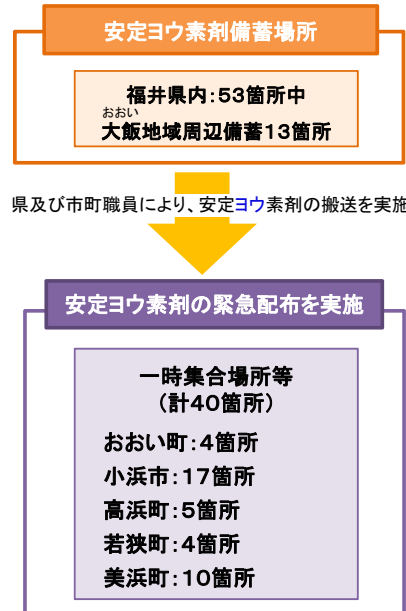 安定ヨウ素剤備蓄場所
福井県内：53箇所中
おおい
大飯地域周辺備蓄13箇所
県及び市町職員により、安定ヨウ素剤の搬送を実施
安定ヨウ素剤の緊急配布を実施
一時集合場所等
（計40箇所）
おおい町：4箇所
小浜市：17箇所
高浜町：5箇所
若狭町：4箇所
美浜町：10箇所